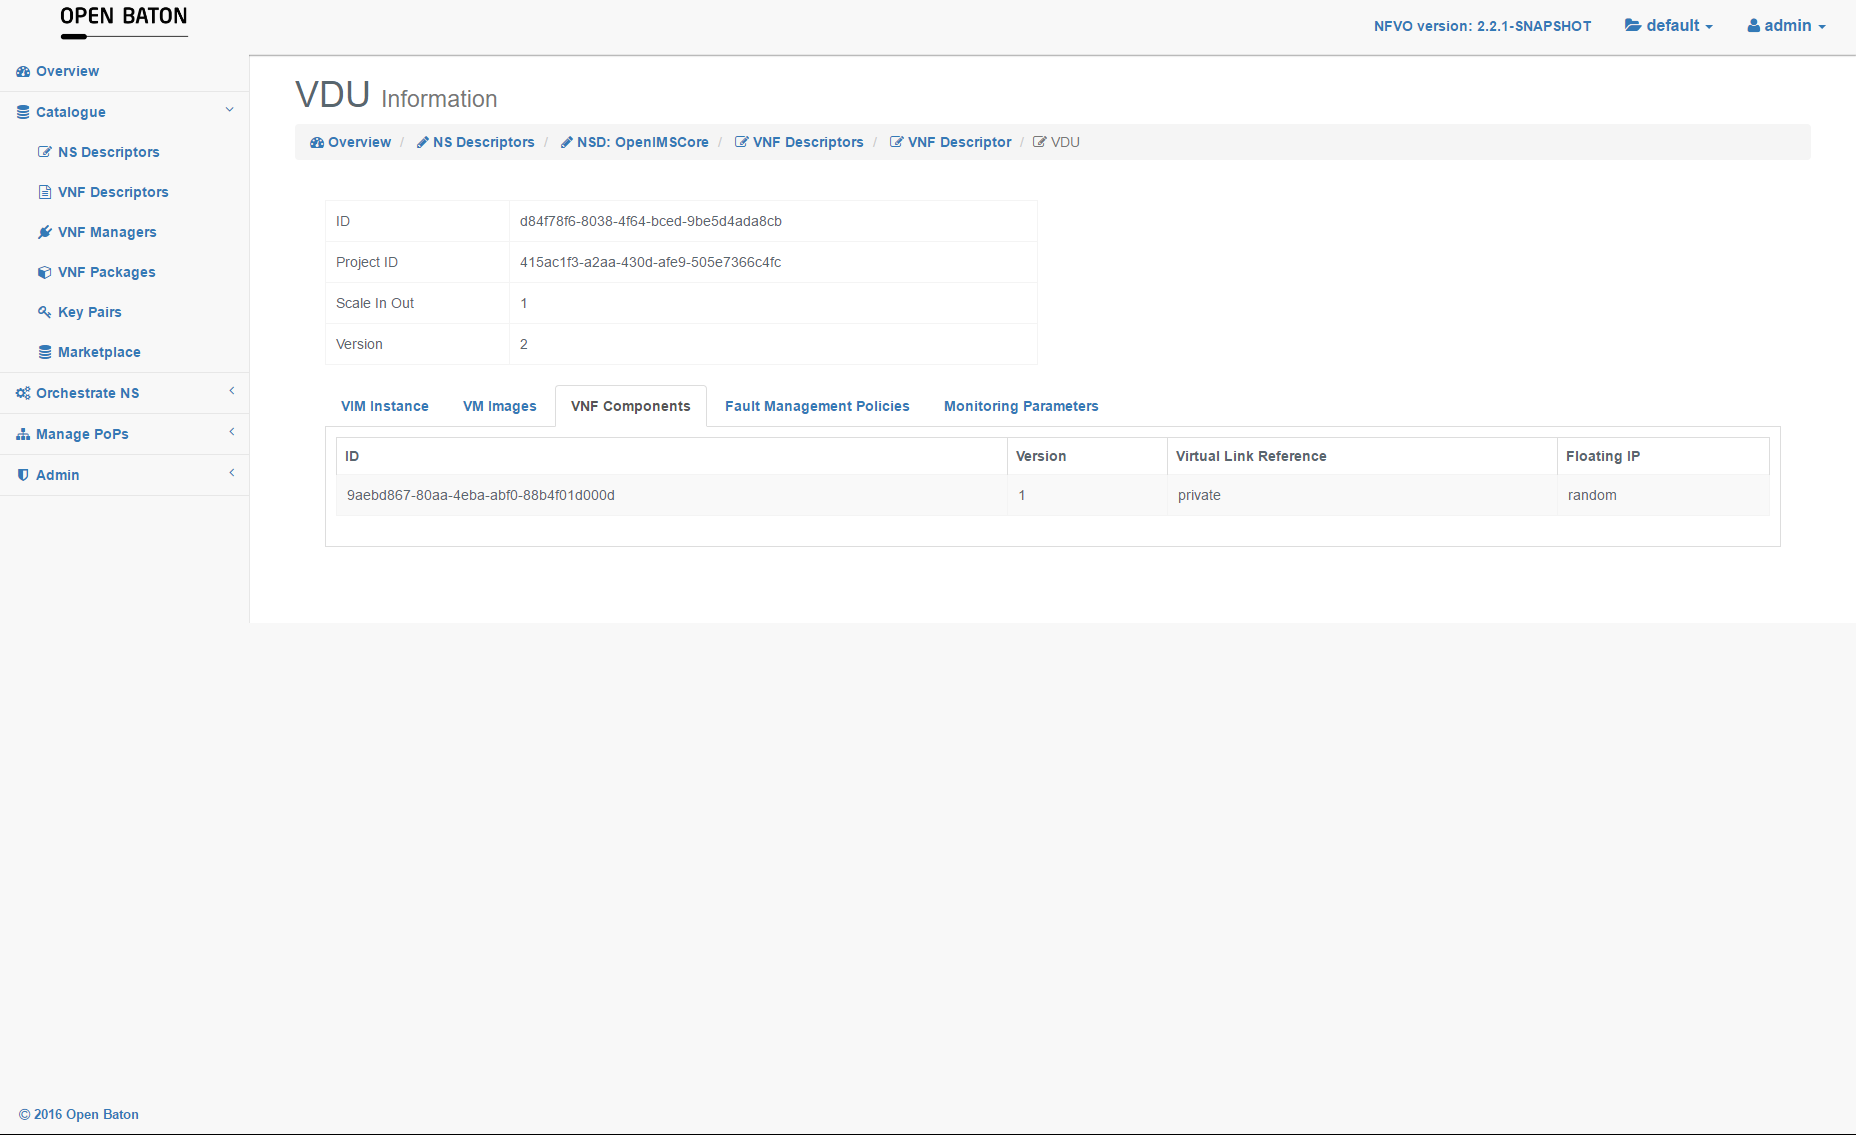 OPEN BATON
NFVO version: 2.2.1-SNAPSHOT default admin
Overview
Catalogue
NS Descriptors
VNF Descriptors
VNF Managers
VNF Packages
Key Pairs
Marketplace
Orchestrate NS
Manage PoPs
Admin
VDU Information
Overview / NS Descriptors / NSD: OpenIMSCore / VNF Descriptors / VNF Descriptor / VDU
ID d84f78f6-8038-4f64-bced-9be5d4ada8cb
Project ID 415ac1f3-a2aa-430d-afe9-505e7366c4fc
Scale In Out 1
Version 2
VIM Instance VM Images VNF Components Fault Management Policies Monitoring Parameters
ID Version Virtual Link Reference Floating IP
9aebd867-80aa-4eba-abf0-88b4f01d000d 1 private random
© 2016 Open Baton